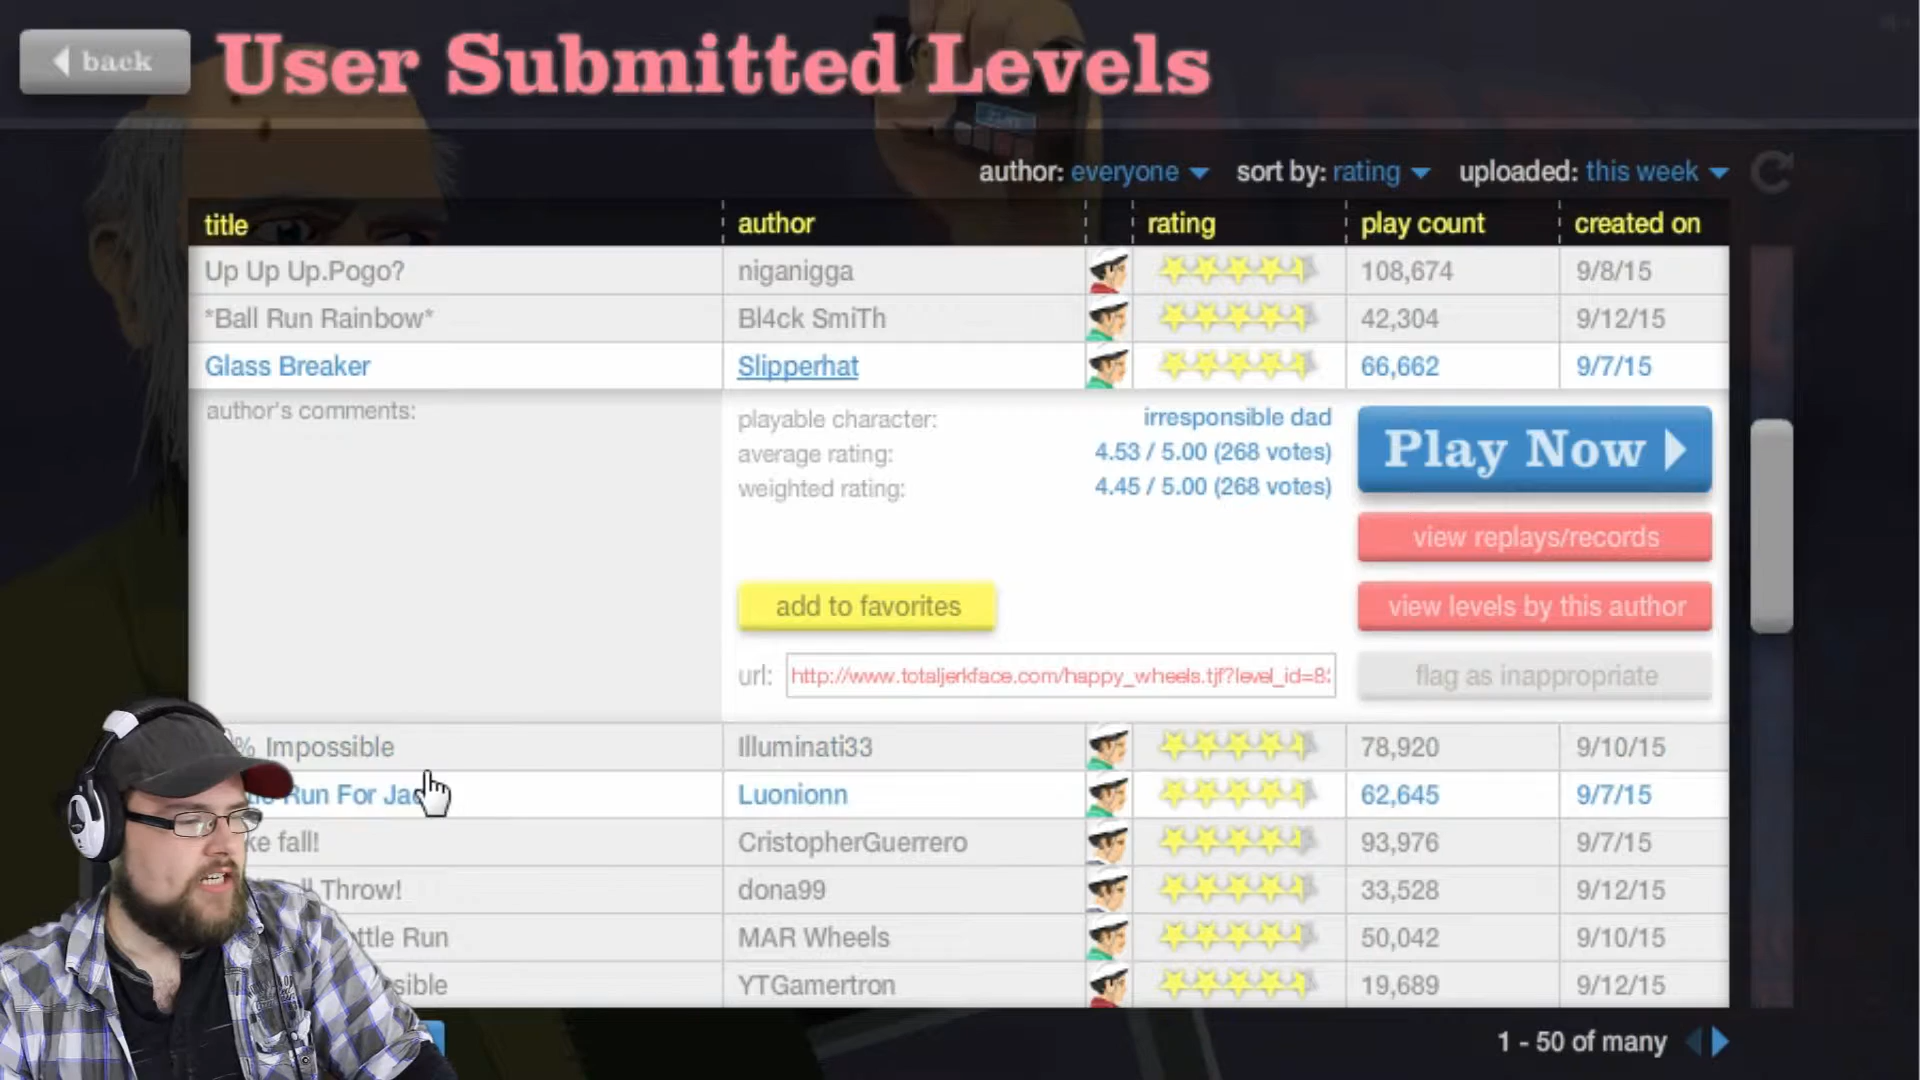 back
User Submitted Levels
author: everyone sort by: rating uploaded: this week
title author rating play count created on
Up Up Up.Pogo? niganigga 108,674 9/8/15
*Ball Run Rainbow* Bl4ck SmiTh 42,304 9/12/15
Glass Breaker Slipperhat 66,662 9/7/15
author's comments:
playable character: irresponsible dad
average rating: 4.53 / 5.00 (268 votes)
weighted rating: 4.45 / 5.00 (268 votes)
Play Now
view replays/records
add to favorites
view levels by this author
url: http://www.totaljerkface.com/happy_wheels.tjf?level_id=8
flag as inappropriate
% Impossible Illuminati33 78,920 9/10/15
Run For Ja Luonionn 62,645 9/7/15
ke fall! CristopherGuerrero 93,976 9/7/15
Throw! dona99 33,528 9/12/15
ttle Run MAR Wheels 50,042 9/10/15
sible YTGamertron 19,689 9/12/15
1 - 50 of many